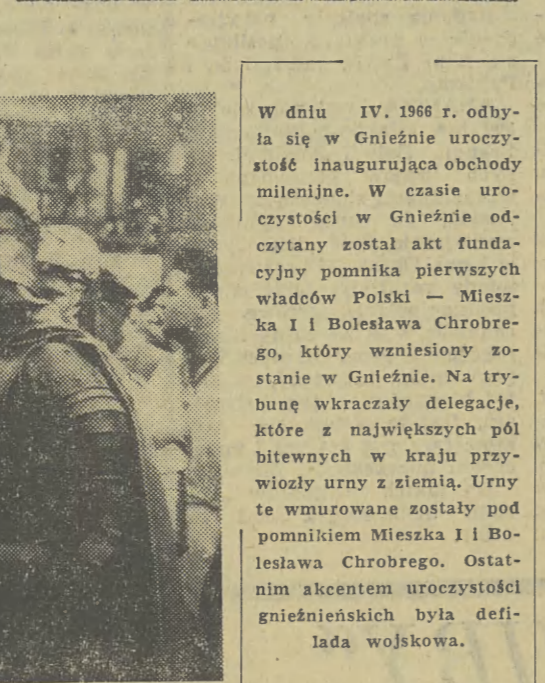 W dniu IV. 1966 r. odby-
ła się w Gnieźnie uroczy-
stość inaugurująca obchody
milenijne. W czasie uro-
czystości w Gnieźnie od-
czytany został akt funda-
cyjny pomnika pierwszych
władców Polski — Miesz-
ka I i Bolesława Chrobre-
go, który wzniesiony zo-
stanie w Gnieźnie. Na try-
bunę wkraczały delegacje,
które z największych pól
bitewnych w kraju przy-
wiozły urny z ziemią. Urny
te wmurowane zostały pod
pomnikiem Mieszka I i Bo-
lesława Chrobrego. Ostat-
nim akcentem uroczystości
gnieźnieńskich była defi-
lada wojskowa.